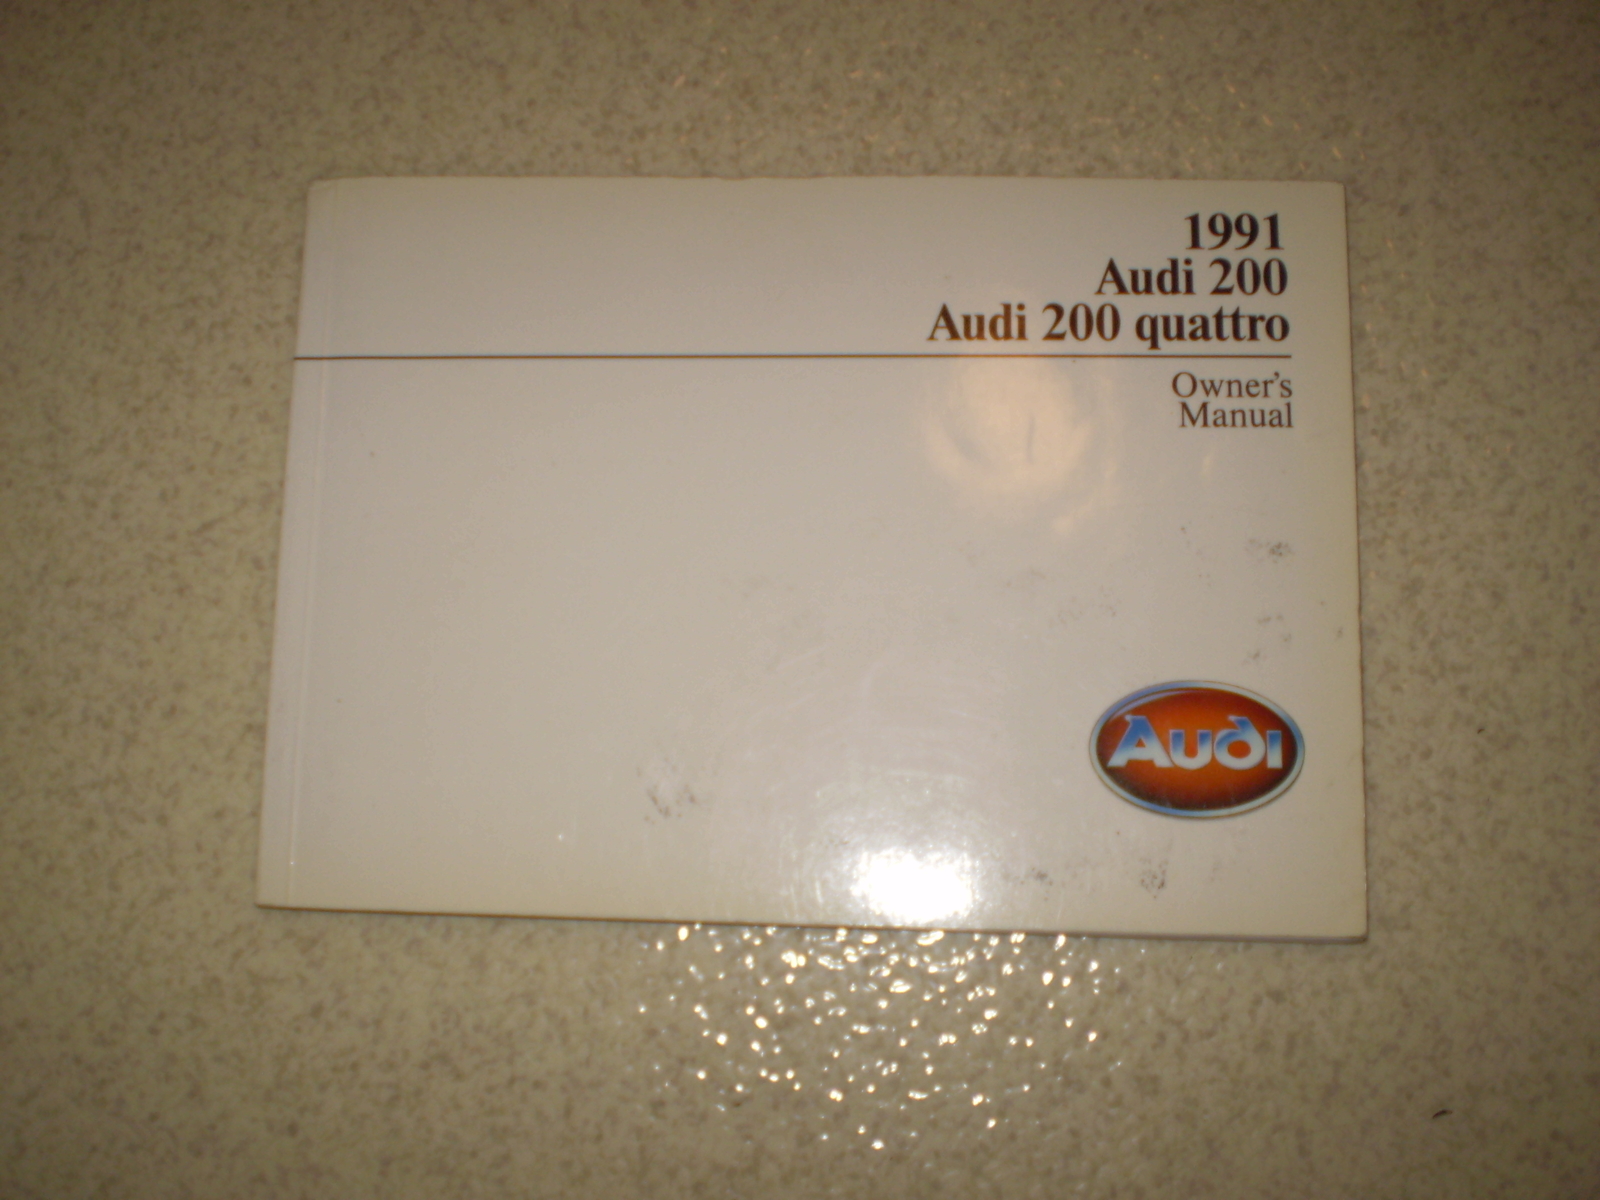 1991
Audi 200
Audi 200 quattro
Owner's
Manual
Audi